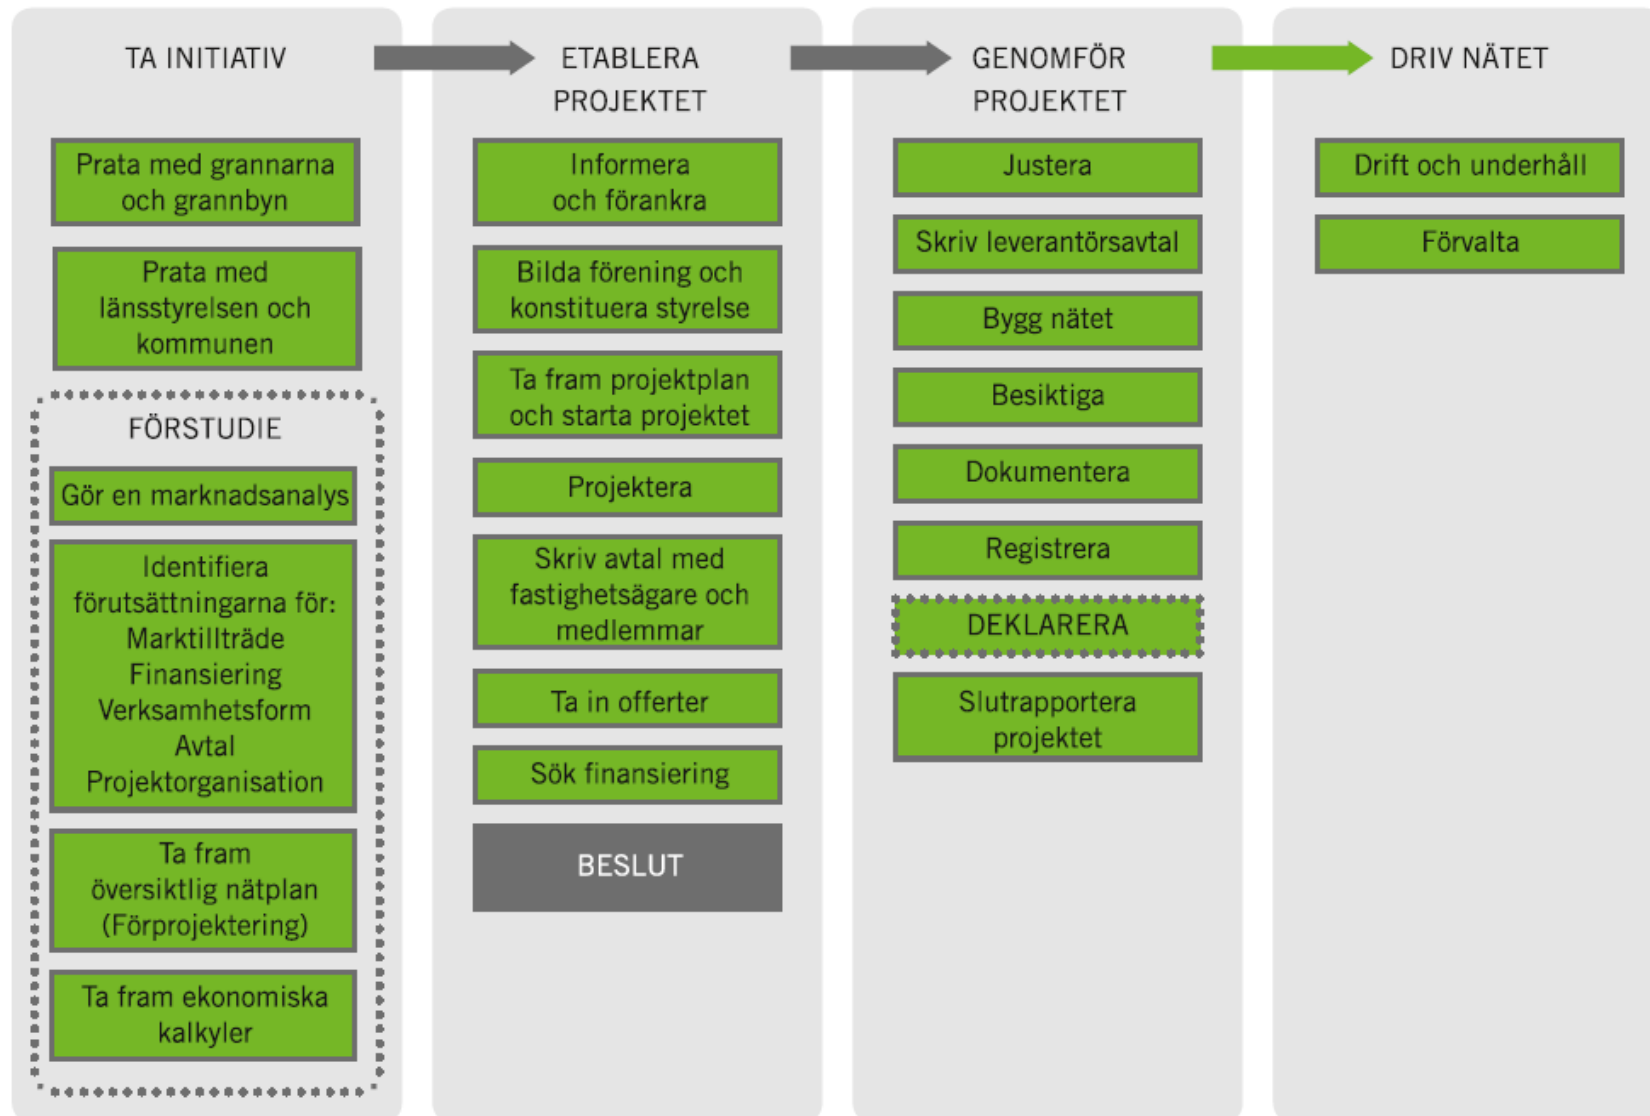 TA INITIATIV
Prata med grannarna
och grannbyn
Prata med
länsstyrelsen och
kommunen
FÖRSTUDIE
Gör en marknadsanalys
Identifiera
förutsättningarna för:
Marktillträde
Finansiering
Verksamhetsform
Avtal
Projektorganisation
Ta fram
översiktlig nätplan
(Förprojektering)
Ta fram ekonomiska
kalkyler
ETABLERA
PROJEKTET
Informera
och förankra
Bilda förening och
konstituera styrelse
Ta fram projektplan
och starta projektet
Projektera
Skriv avtal med
fastighetsägare och
medlemmar
Ta in offerter
Sök finansiering
BESLUT
GENOMFÖR
PROJEKTET
Justera
Skriv leverantörsavtal
Bygg nätet
Besiktiga
Dokumentera
Registrera
DEKLARERA
Slutrapportera
projektet
DRIV NÄTET
Drift och underhåll
Förvalta